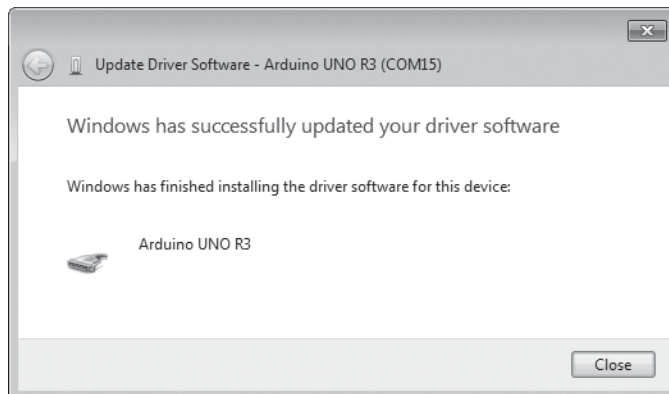 Update Driver Software - Arduino UNO R3 (COM15)
Windows has successfully updated your driver software
Windows has finished installing the driver software for this device:
Arduino UNO R3
Close